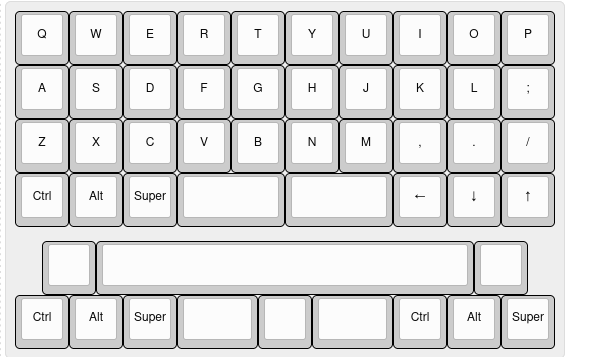 Q W E R T Y U I O P
A S D F G H J K L ;
Z X C V B N M , . /
Ctrl Alt Super ← ↓ ↑
Ctrl Alt Super Ctrl Alt Super